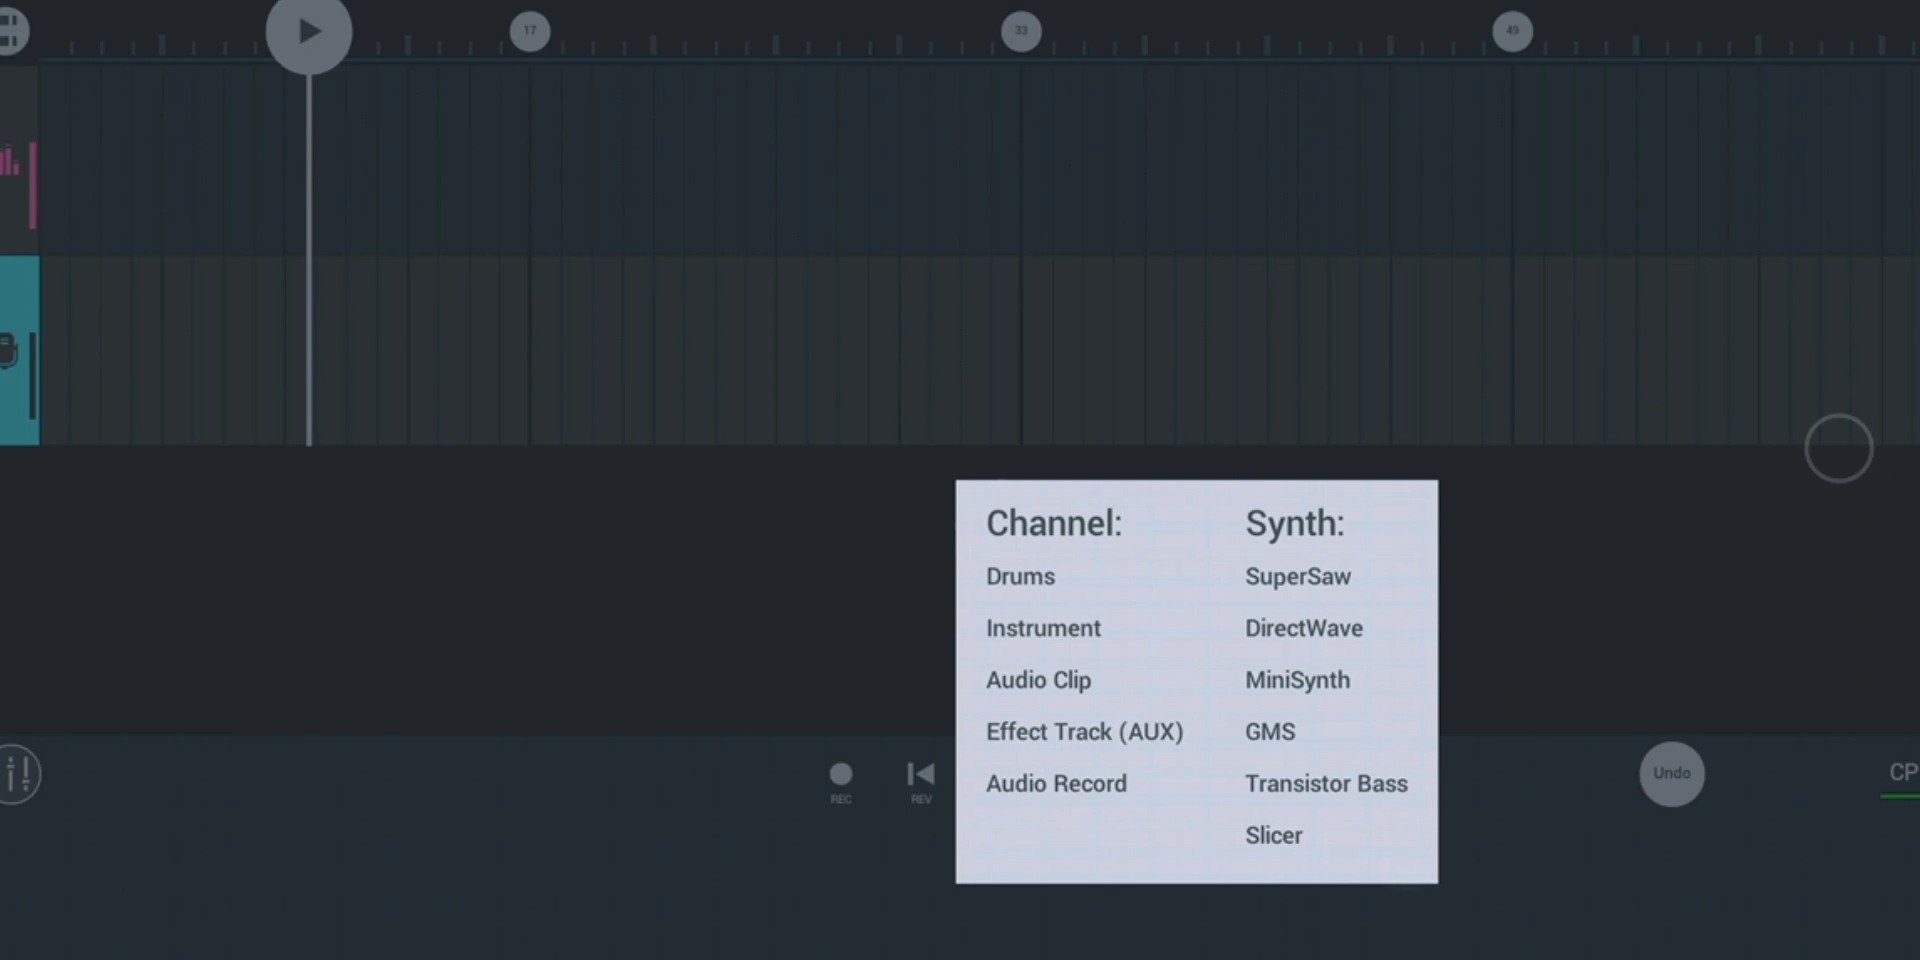 17
33
49
Channel:
Drums
Instrument
Audio Clip
Effect Track (AUX)
Audio Record
Synth:
SuperSaw
DirectWave
MiniSynth
GMS
Transistor Bass
Slicer
REC
REV
Undo
CP